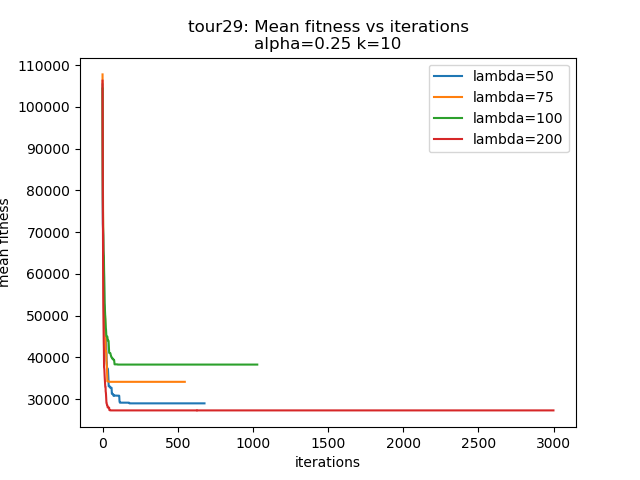 tour29: Mean fitness vs iterations
alpha=0.25 k=10
110000
100000
90000
80000
70000
60000
50000
40000
30000
mean fitness
lambda=50
lambda=75
lambda=100
lambda=200
0
500
1000
1500
2000
2500
3000
iterations